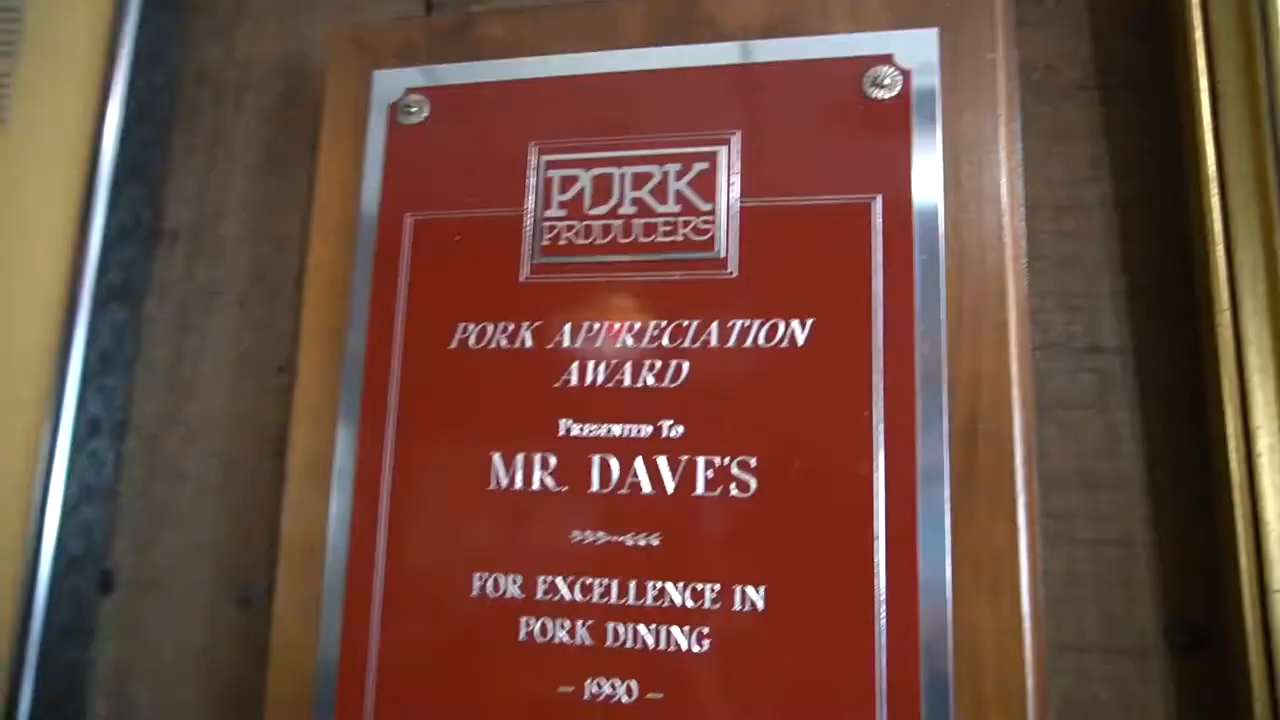 PORK
PRODUCERS
PORK APPRECIATION
AWARD
PRESENTED TO
MR. DAVE'S
FOR EXCELLENCE IN
PORK DINING
- 1990 -